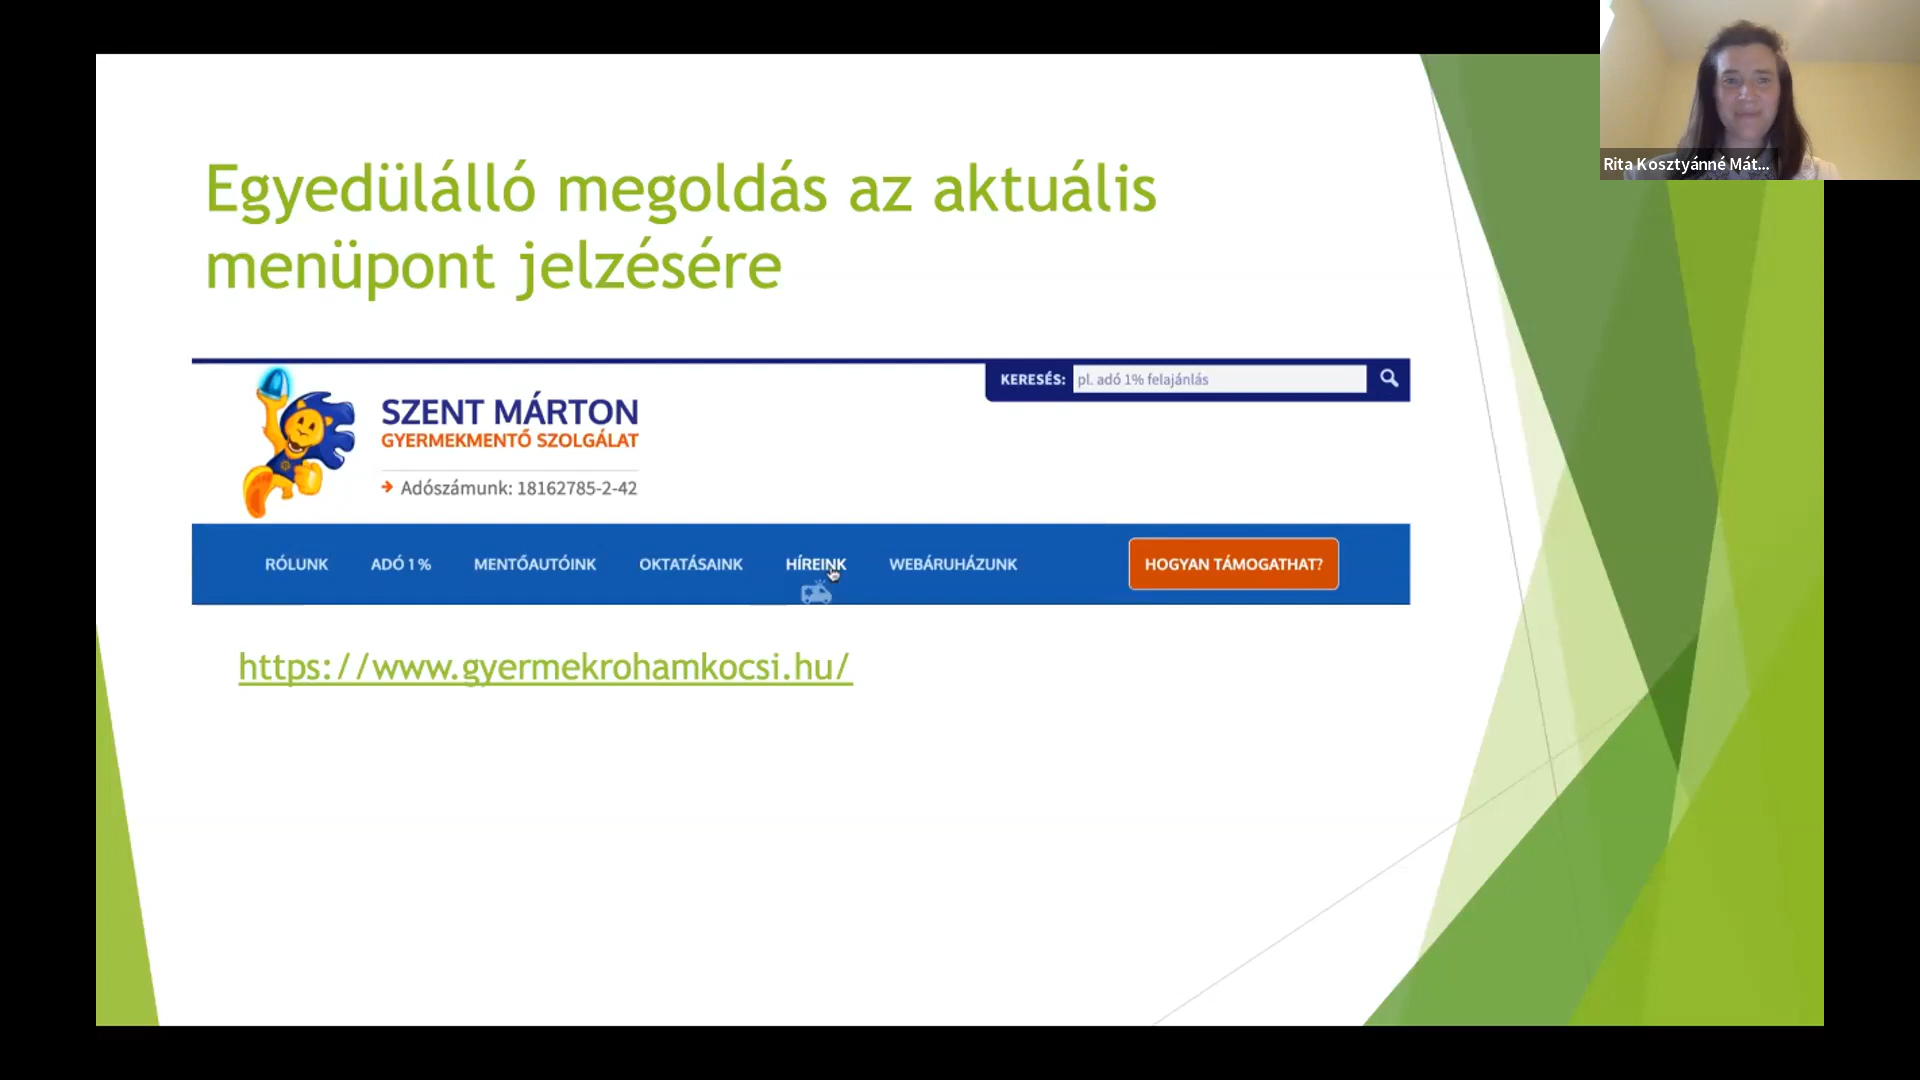 Rita Kosztyánné Mát...
Egyedülálló megoldás az aktuális
menüpont jelzésére
KERESÉS: pl. adó 1% felajánlás
SZENT MÁRTON
GYERMEKMENTŐ SZOLGÁLAT
Adószámunk: 18162785-2-42
RÓLUNK ADÓ 1% MENTŐAUTÓINK OKTATÁSAINK HÍREINK WEBÁRUHÁZUNK HOGYAN TÁMOGATHAT?
https://www.gyermekrohamkocsi.hu/